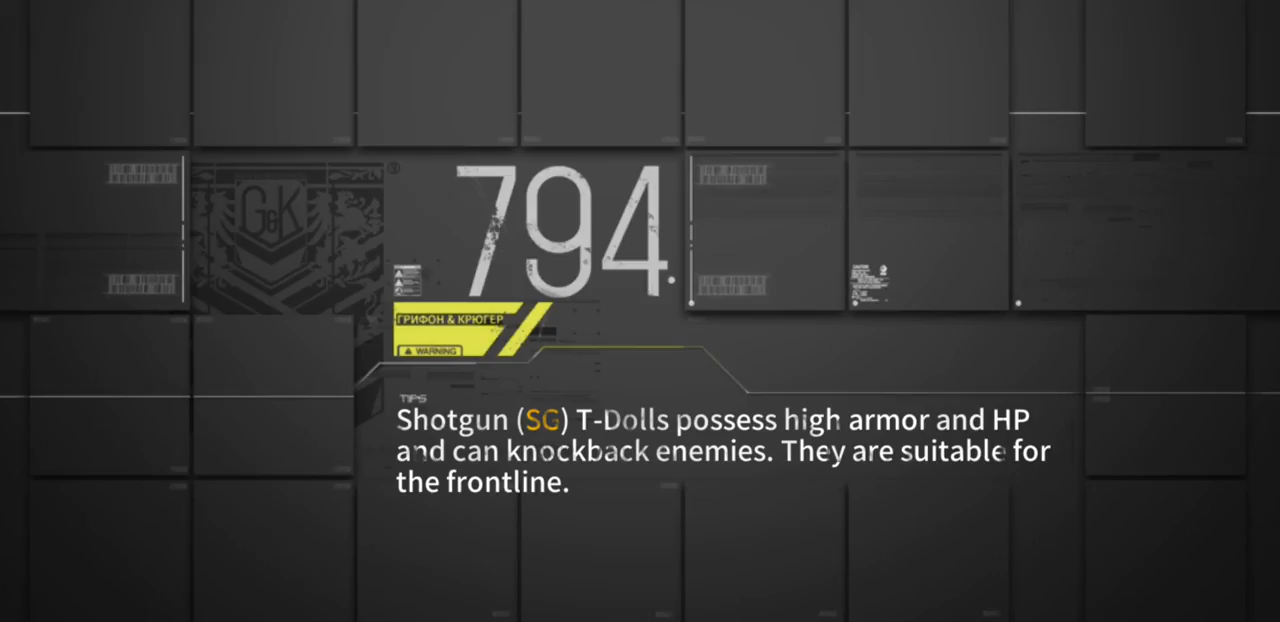 G&K
794.
ГРИФОН & КРЮГЕР
WARNING
TIPS
Shotgun (SG) T-Dolls possess high armor and HP
and can knockback enemies. They are suitable for
the frontline.